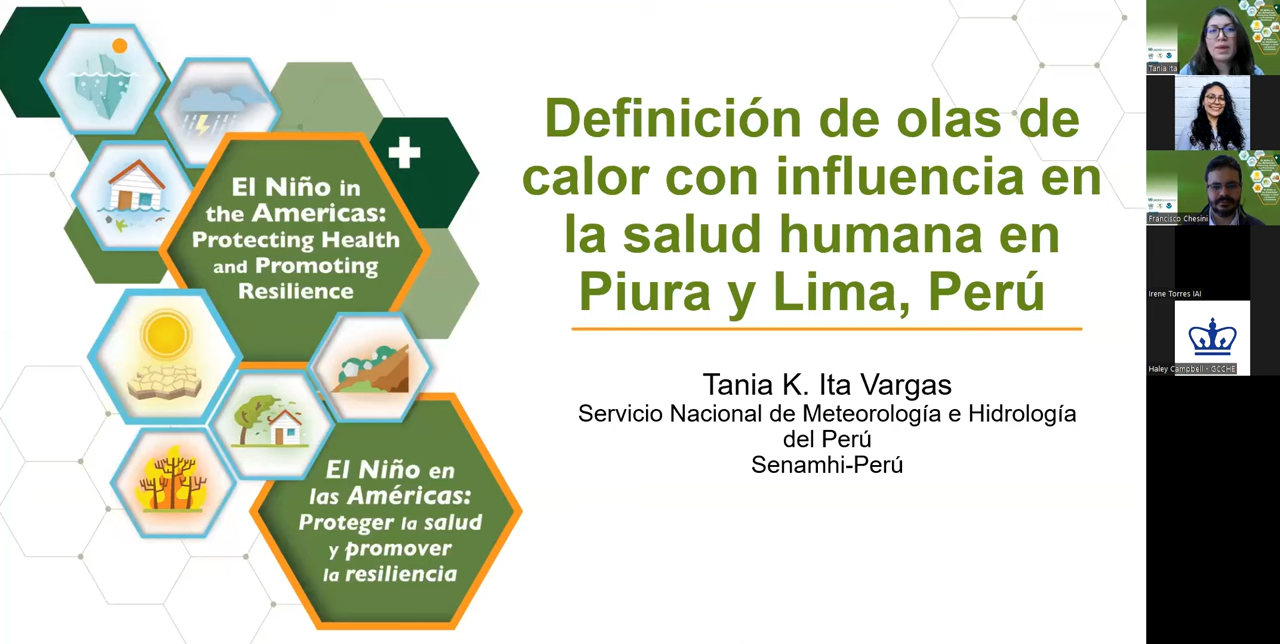 El Niño in
the Americas:
Protecting Health
and Promoting
Resilience
El Niño en
las Américas:
Proteger la salud
y promover
la resiliencia
Definición de olas de
calor con influencia en
la salud humana en
Piura y Lima, Perú
Tania K. Ita Vargas
Servicio Nacional de Meteorología e Hidrología
del Perú
Senamhi-Perú
Tania Ita
Francisco Chesini
Irene Torres IAI
Haley Campbell - GCCHE